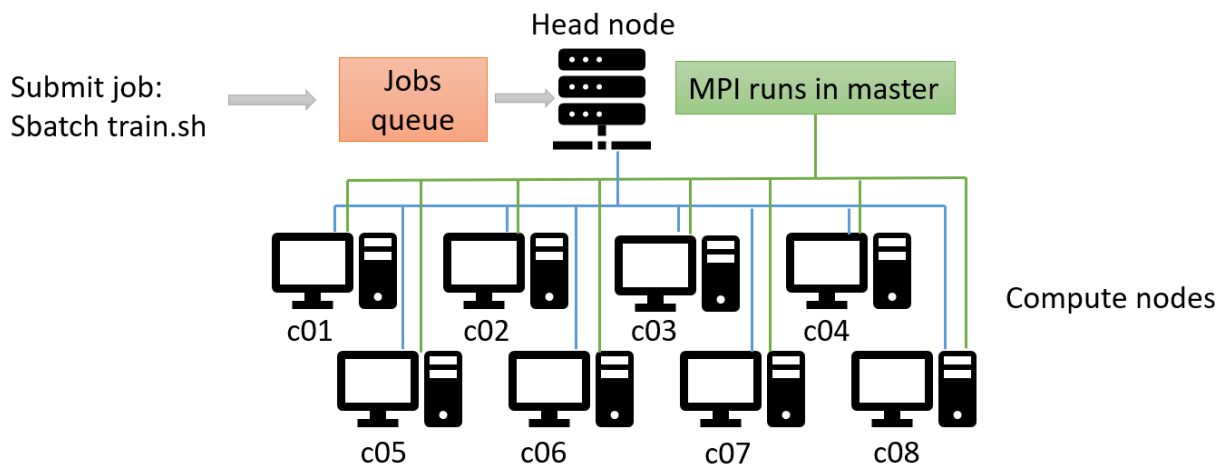 Head node
Submit job:
Sbatch train.sh
Jobs
queue
MPI runs in master
c01
c02
c03
c04
Compute nodes
c05
c06
c07
c08